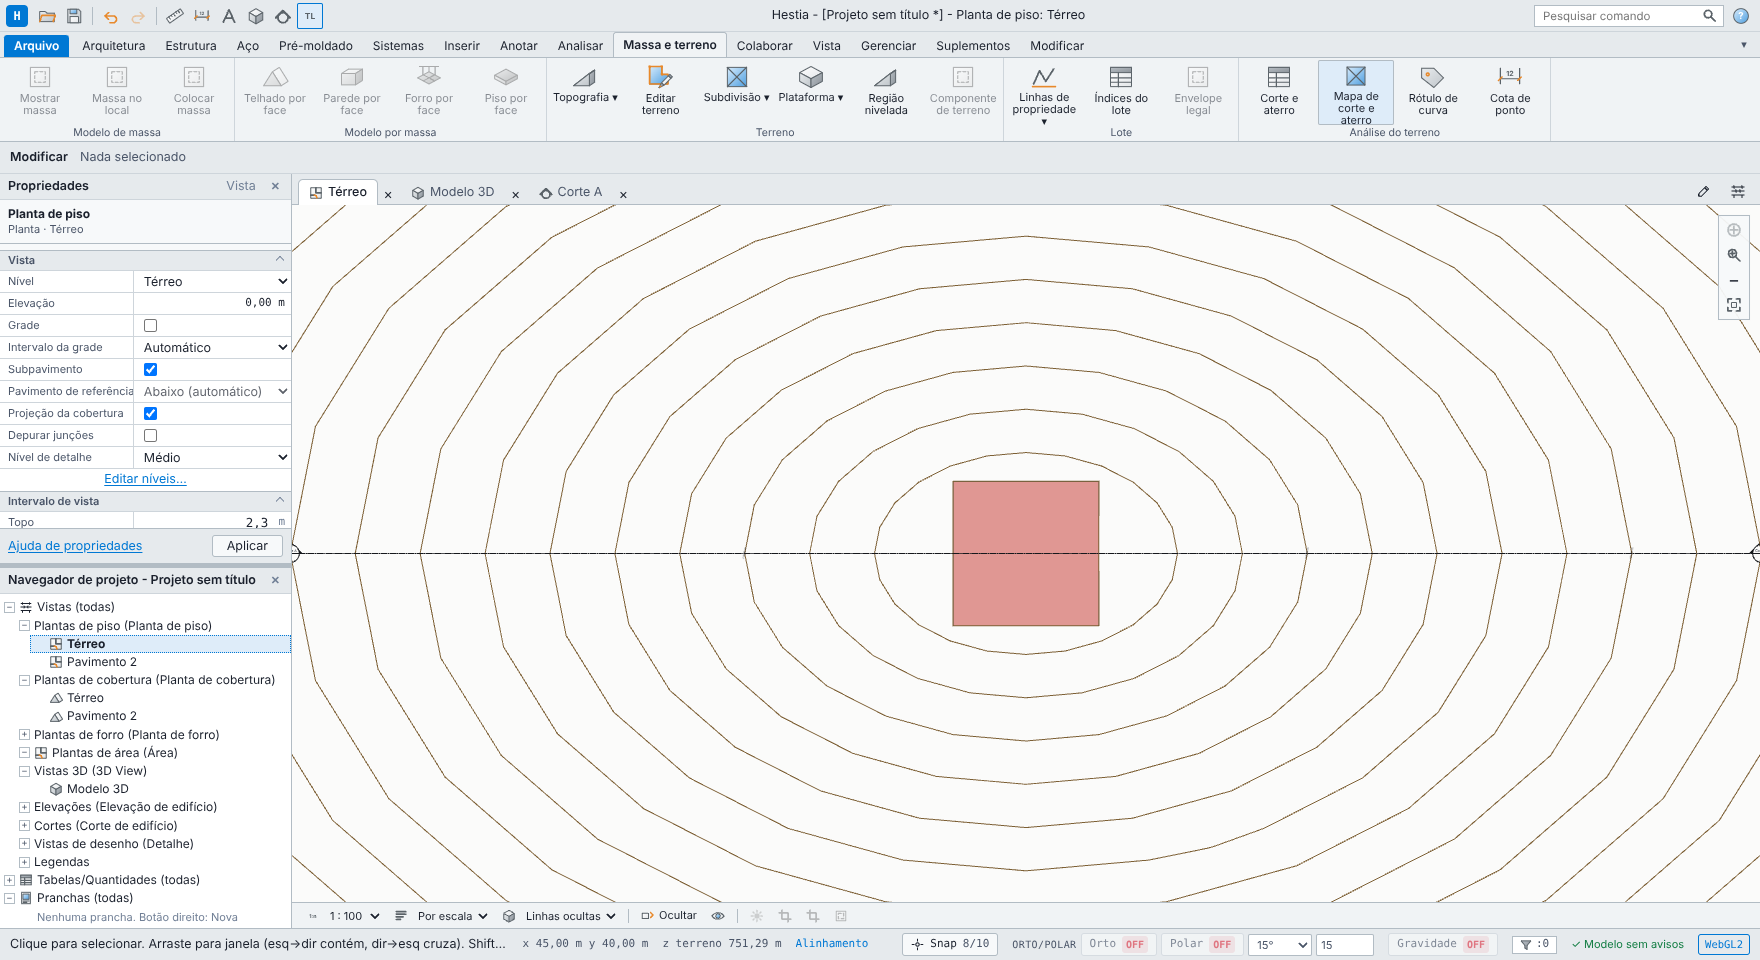 H
TL
Hestia - [Projeto sem título *] - Planta de piso: Térreo
Pesquisar comando
?
Arquivo Arquitetura Estrutura Aço Pré-moldado Sistemas Inserir Anotar Analisar Massa e terreno Colaborar Vista Gerenciar Suplementos Modificar
Mostrar massa
Massa no local
Colocar massa
Modelo de massa
Telhado por face
Parede por face
Forro por face
Piso por face
Modelo por massa
Topografia ▾
Editar terreno
Subdivisão ▾
Plataforma ▾
Região nivelada
Componente de terreno
Terreno
Linhas de propriedade ▾
Índices do lote
Envelope legal
Lote
Corte e aterro
Mapa de corte e aterro
Rótulo de curva
Cota de ponto
Análise do terreno
Modificar Nada selecionado
Propriedades Vista ×
Planta de piso
Planta · Térreo
Vista
Nível Térreo
Elevação 0,00 m
Grade
Intervalo da grade Automático
Subpavimento
Pavimento de referência Abaixo (automático)
Projeção da cobertura
Depurar junções
Nível de detalhe Médio
Editar níveis...
Intervalo de vista
Topo 2,3 m
Ajuda de propriedades Aplicar
Navegador de projeto - Projeto sem título ×
Vistas (todas)
Plantas de piso (Planta de piso)
Térreo
Pavimento 2
Plantas de cobertura (Planta de cobertura)
Térreo
Pavimento 2
Plantas de forro (Planta de forro)
Plantas de área (Área)
Vistas 3D (3D View)
Modelo 3D
Elevações (Elevação de edifício)
Cortes (Corte de edifício)
Vistas de desenho (Detalhe)
Legendas
Tabelas/Quantidades (todas)
Pranchas (todas)
Nenhuma prancha. Botão direito: Nova
Térreo × Modelo 3D × Corte A ×
1 : 100 Por escala Linhas ocultas Ocultar
Clique para selecionar. Arraste para janela (esq→dir contém, dir→esq cruza). Shift... x 45,00 m y 40,00 m z terreno 751,29 m Alinhamento Snap 8/10 ORTO/POLAR Orto OFF Polar OFF 15° 15 Gravidade OFF :0 ✓ Modelo sem avisos WebGL2